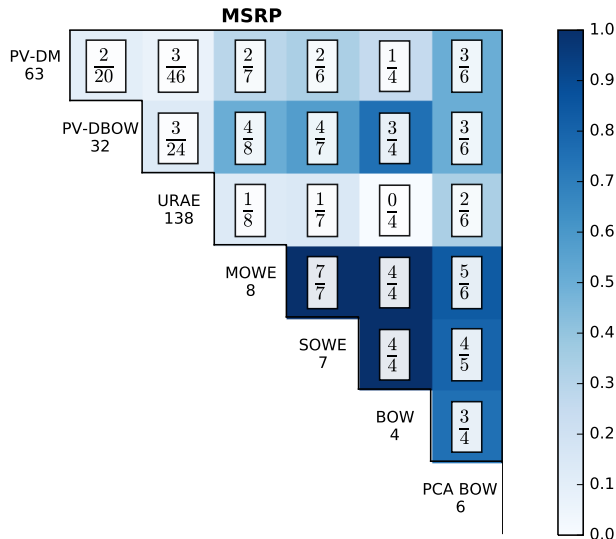 MSRP
PV-DM
63
2/20 3/46 2/7 2/6 1/4 3/6
PV-DBOW
32
3/24 4/8 4/7 3/4 3/6
URAE
138
1/8 1/7 0/4 2/6
MOWE
8
7/7 4/4 5/6
SOWE
7
4/4 4/5
BOW
4
3/4
PCA BOW
6
1.0
0.9
0.8
0.7
0.6
0.5
0.4
0.3
0.2
0.1
0.0